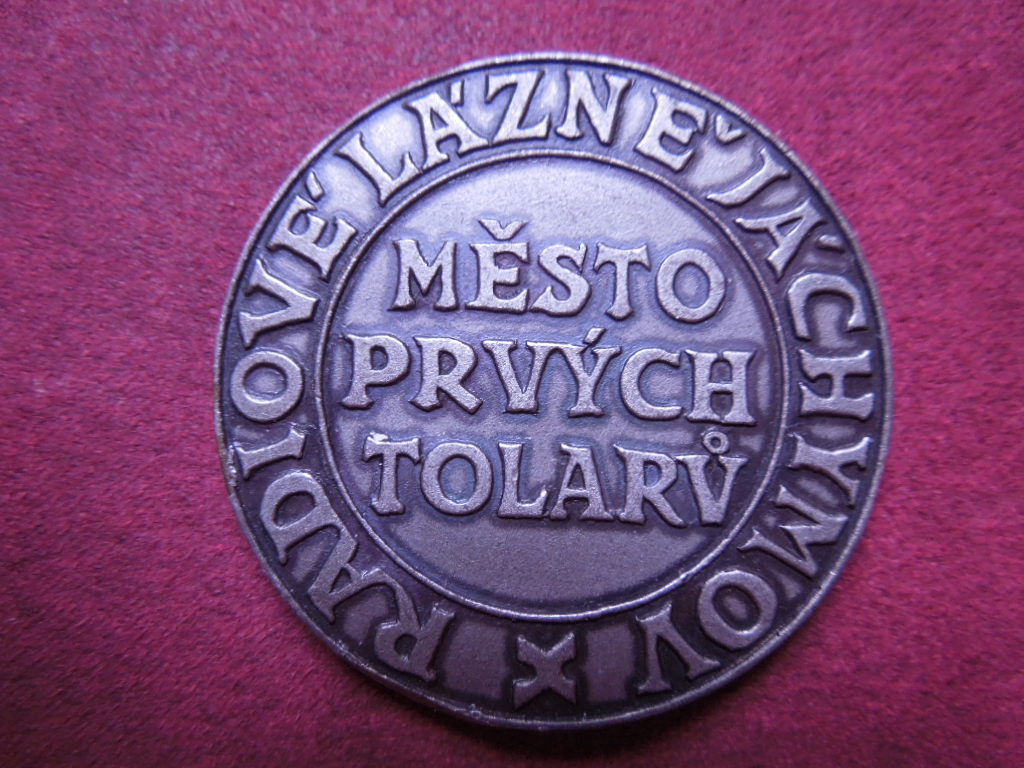 RADIOVÉ LÁZNĚ JÁCHYMOV
MĚSTO
PRVÝCH
TOLARŮ